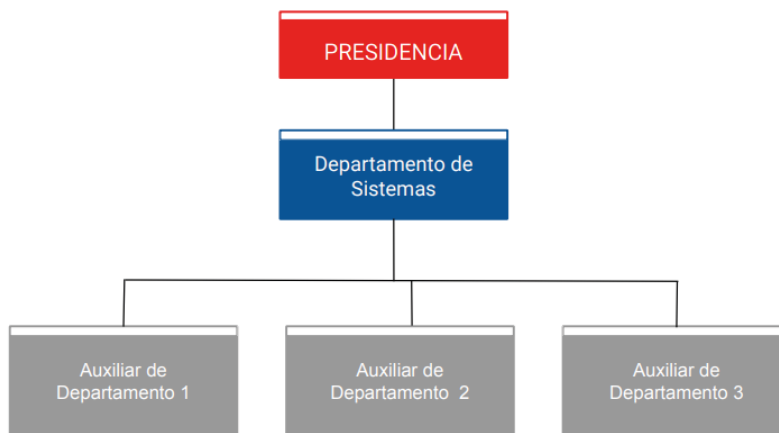 PRESIDENCIA
Departamento de
Sistemas
Auxiliar de
Departamento 1
Auxiliar de
Departamento 2
Auxiliar de
Departamento 3